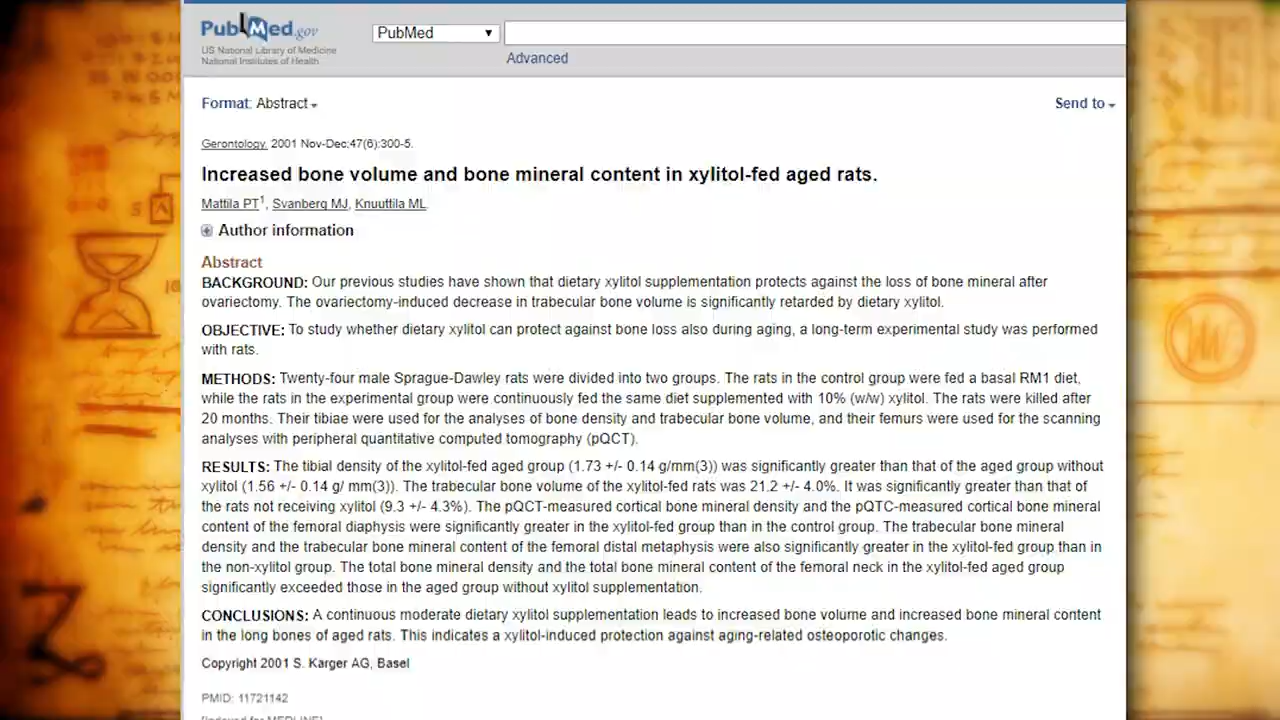 PubMed.gov
US National Library of Medicine
National Institutes of Health
PubMed
Advanced
Format: Abstract
Send to
Gerontology. 2001 Nov-Dec;47(6):300-5.
Increased bone volume and bone mineral content in xylitol-fed aged rats.
Mattila PT1, Svanberg MJ, Knuuttila ML.
Author information
Abstract
BACKGROUND: Our previous studies have shown that dietary xylitol supplementation protects against the loss of bone mineral after
ovariectomy. The ovariectomy-induced decrease in trabecular bone volume is significantly retarded by dietary xylitol.
OBJECTIVE: To study whether dietary xylitol can protect against bone loss also during aging, a long-term experimental study was performed
with rats.
METHODS: Twenty-four male Sprague-Dawley rats were divided into two groups. The rats in the control group were fed a basal RM1 diet,
while the rats in the experimental group were continuously fed the same diet supplemented with 10% (w/w) xylitol. The rats were killed after
20 months. Their tibiae were used for the analyses of bone density and trabecular bone volume, and their femurs were used for the scanning
analyses with peripheral quantitative computed tomography (pQCT).
RESULTS: The tibial density of the xylitol-fed aged group (1.73 +/- 0.14 g/mm(3)) was significantly greater than that of the aged group without
xylitol (1.56 +/- 0.14 g/ mm(3)). The trabecular bone volume of the xylitol-fed rats was 21.2 +/- 4.0%. It was significantly greater than that of
the rats not receiving xylitol (9.3 +/- 4.3%). The pQCT-measured cortical bone mineral density and the pQTC-measured cortical bone mineral
content of the femoral diaphysis were significantly greater in the xylitol-fed group than in the control group. The trabecular bone mineral
density and the trabecular bone mineral content of the femoral distal metaphysis were also significantly greater in the xylitol-fed group than in
the non-xylitol group. The total bone mineral density and the total bone mineral content of the femoral neck in the xylitol-fed aged group
significantly exceeded those in the aged group without xylitol supplementation.
CONCLUSIONS: A continuous moderate dietary xylitol supplementation leads to increased bone volume and increased bone mineral content
in the long bones of aged rats. This indicates a xylitol-induced protection against aging-related osteoporotic changes.
Copyright 2001 S. Karger AG, Basel
PMID: 11721142
[indexed for MEDLINE]